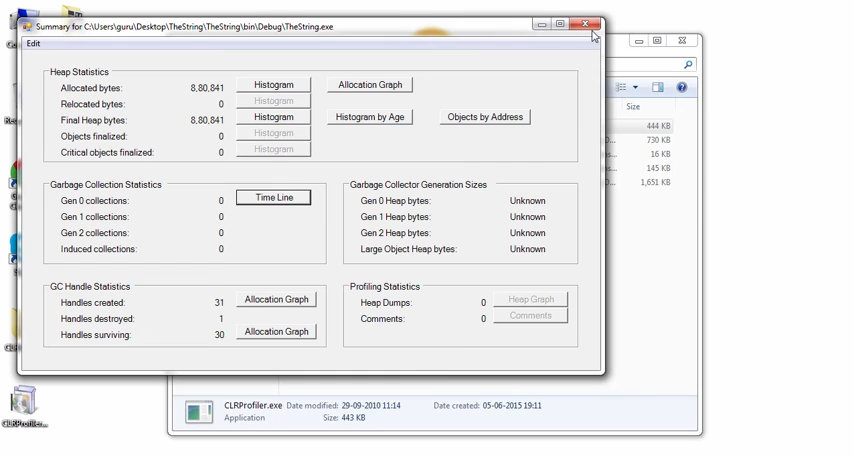 Summary for C:\Users\guru\Desktop\TheString\TheString\bin\Debug\TheString.exe
Edit
Heap Statistics
Allocated bytes: 8,80,841 Histogram Allocation Graph
Relocated bytes: 0 Histogram
Final Heap bytes: 8,80,841 Histogram Histogram by Age Objects by Address
Objects finalized: 0 Histogram
Critical objects finalized: 0 Histogram
Garbage Collection Statistics
Gen 0 collections: 0 Time Line
Gen 1 collections: 0
Gen 2 collections: 0
Induced collections: 0
Garbage Collector Generation Sizes
Gen 0 Heap bytes: Unknown
Gen 1 Heap bytes: Unknown
Gen 2 Heap bytes: Unknown
Large Object Heap bytes: Unknown
GC Handle Statistics
Handles created: 31 Allocation Graph
Handles destroyed: 1
Handles surviving: 30 Allocation Graph
Profiling Statistics
Heap Dumps: 0 Heap Graph
Comments: 0 Comments
Size
444 KB
730 KB
16 KB
145 KB
1,651 KB
CLRProfiler.exe Date modified: 29-09-2010 11:14 Date created: 05-06-2015 19:11
Application Size: 443 KB
CLRProfiler...